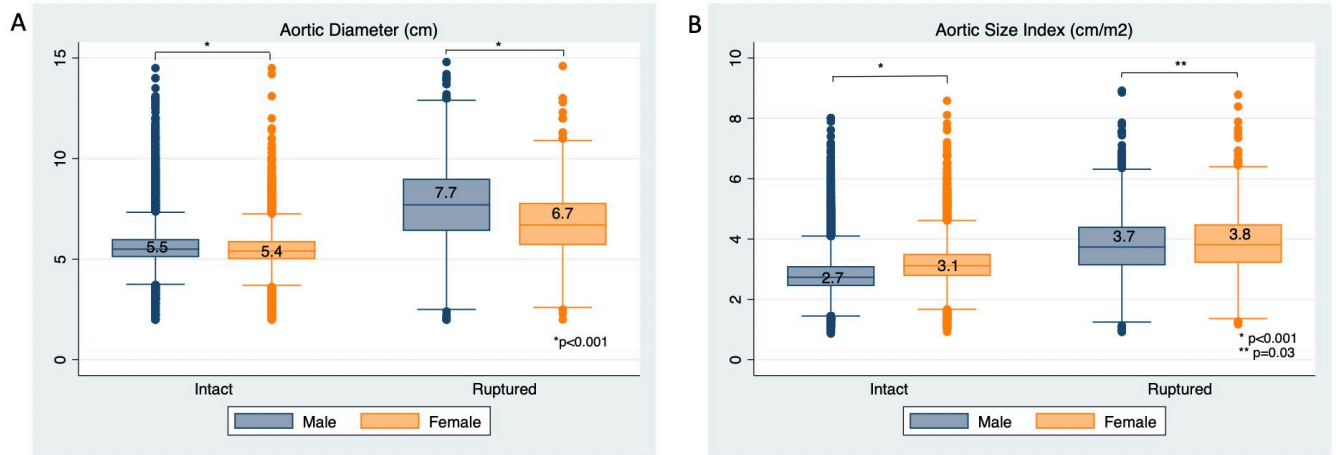 A
Aortic Diameter (cm)
*
*
15
10
5
0
5.5
5.4
7.7
6.7
*p<0.001
Intact
Ruptured
Male
Female
B
Aortic Size Index (cm/m2)
*
**
10
8
6
4
2
0
2.7
3.1
3.7
3.8
* p<0.001
** p=0.03
Intact
Ruptured
Male
Female